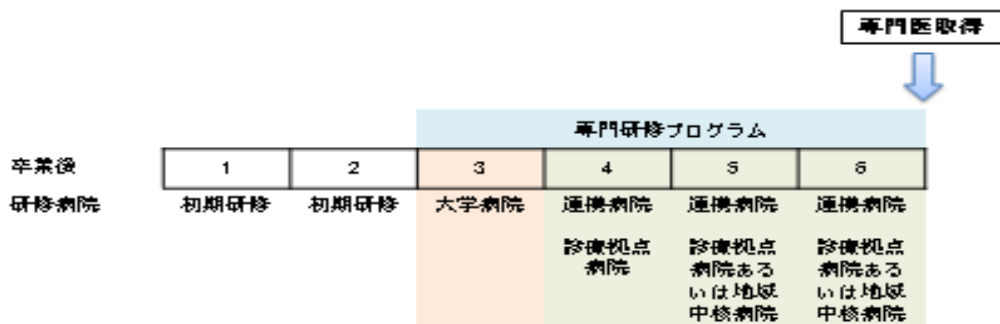 専門医取得
専門研修プログラム
卒業後 1 2 3 4 5 6
研修病院 初期研修 初期研修 大学病院 連携病院 連携病院 連携病院
診療拠点 診療拠点 診療拠点
病院 病院ある 病院ある
いは地域 いは地域
中核病院 中核病院